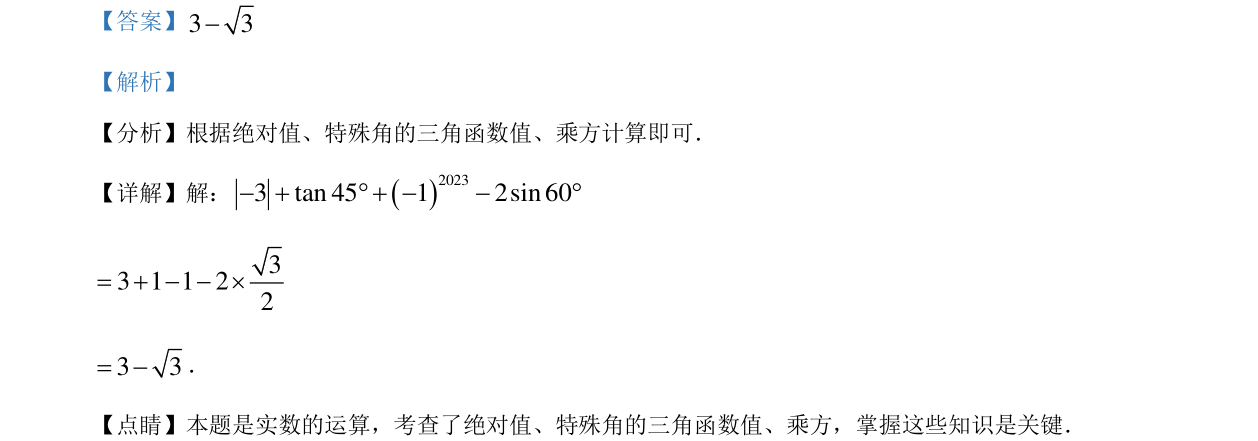 【答案】3-√3
【解析】
【分析】根据绝对值、特殊角的三角函数值、乘方计算即可.
【详解】解：|-3|+tan 45°+(-1)^2023-2sin 60°
=3+1-1-2×√3/2
=3-√3.
【点睛】本题是实数的运算，考查了绝对值、特殊角的三角函数值、乘方，掌握这些知识是关键.